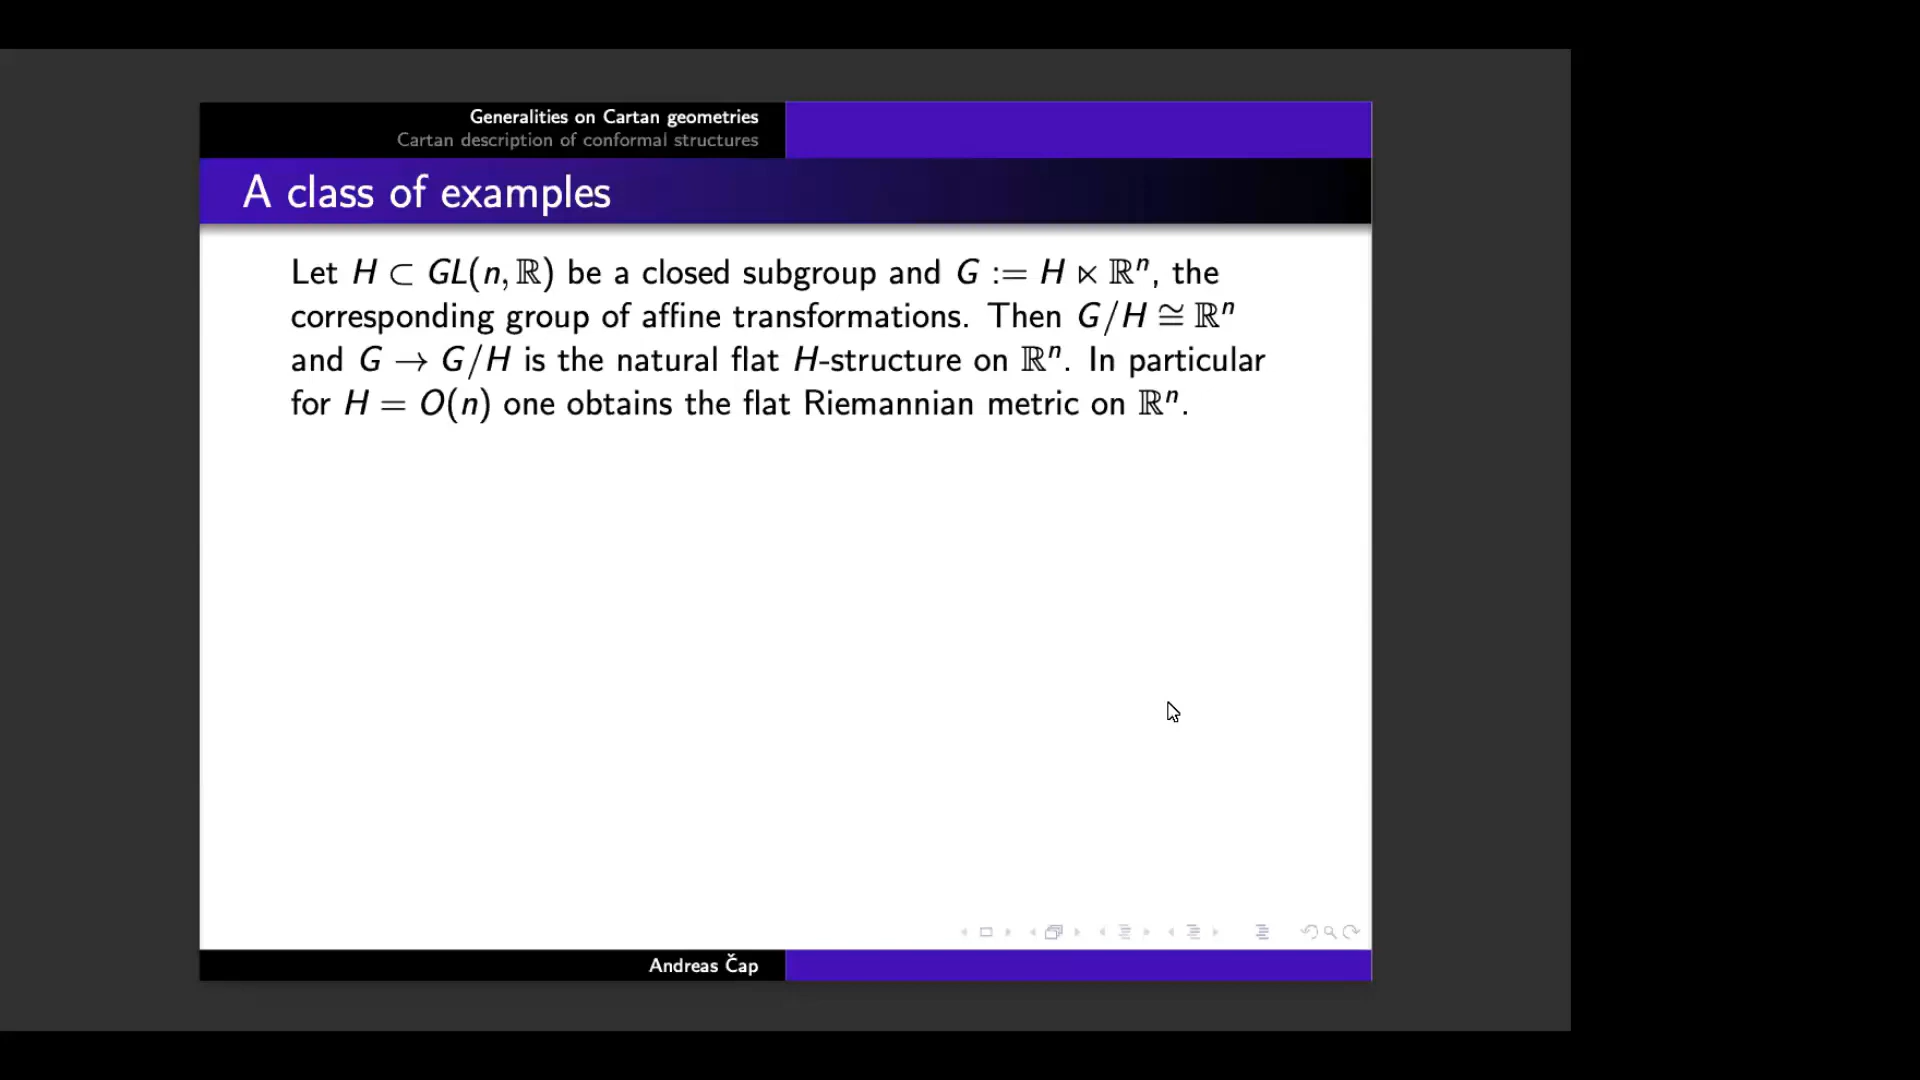 Generalities on Cartan geometries
Cartan description of conformal structures
A class of examples
Let H ⊂ GL(n, ℝ) be a closed subgroup and G := H ⋉ ℝⁿ, the
corresponding group of affine transformations. Then G/H ≅ ℝⁿ
and G → G/H is the natural flat H-structure on ℝⁿ. In particular
for H = O(n) one obtains the flat Riemannian metric on ℝⁿ.
Andreas Čap